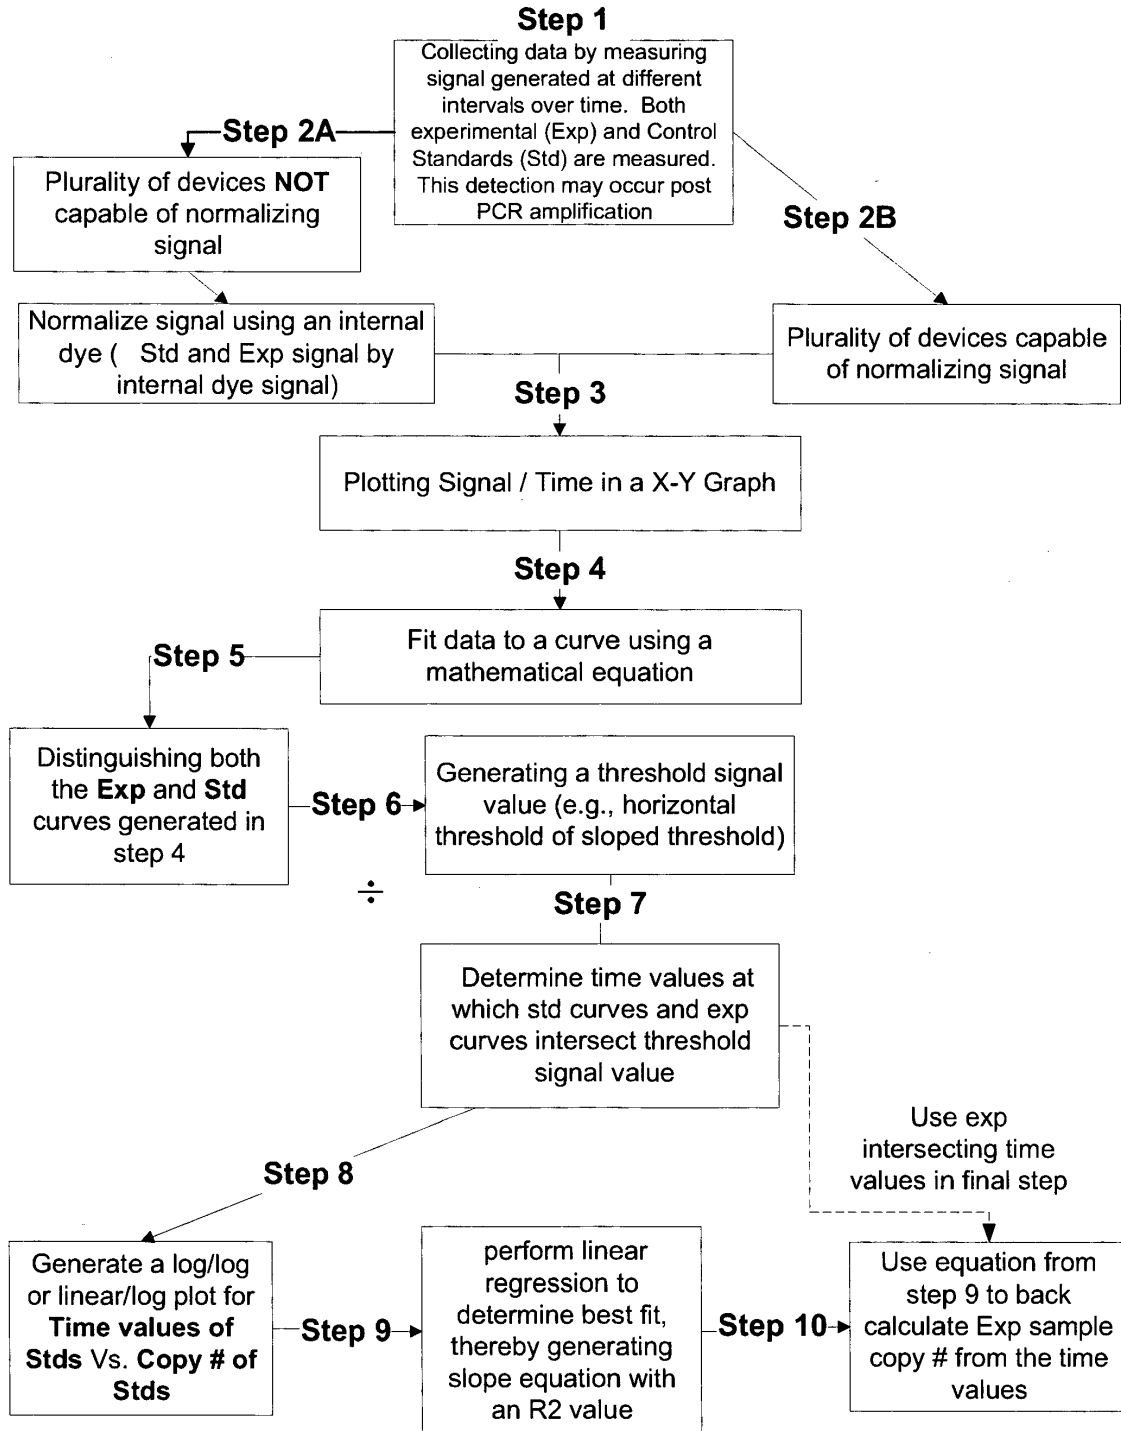 Step 1
Collecting data by measuring
signal generated at different
intervals over time. Both
experimental (Exp) and Control
Standards (Std) are measured.
This detection may occur post
PCR amplification
Step 2A
Plurality of devices NOT
capable of normalizing
signal
Step 2B
Normalize signal using an internal
dye ( Std and Exp signal by
internal dye signal)
Plurality of devices capable
of normalizing signal
Step 3
Plotting Signal / Time in a X-Y Graph
Step 4
Fit data to a curve using a
mathematical equation
Step 5
Distinguishing both
the Exp and Std
curves generated in
step 4
Step 6
Generating a threshold signal
value (e.g., horizontal
threshold of sloped threshold)
÷
Step 7
Determine time values at
which std curves and exp
curves intersect threshold
signal value
Use exp
intersecting time
values in final step
Step 8
Generate a log/log
or linear/log plot for
Time values of
Stds Vs. Copy # of
Stds
Step 9
perform linear
regression to
determine best fit,
thereby generating
slope equation with
an R2 value
Step 10
Use equation from
step 9 to back
calculate Exp sample
copy # from the time
values